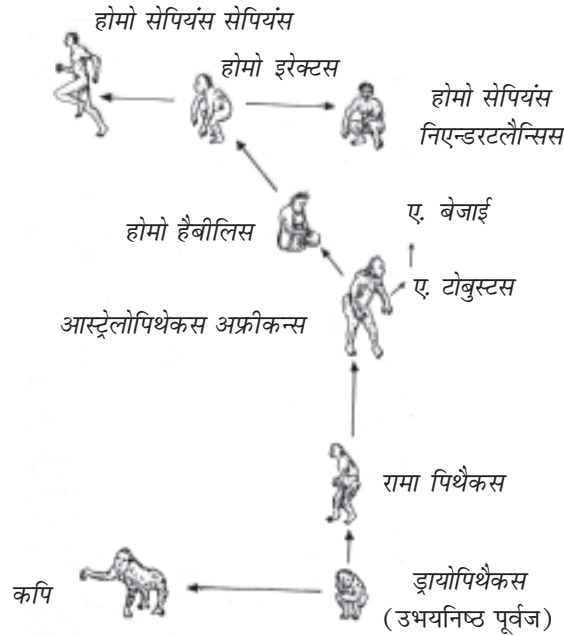 होमो सेपियंस सेपियंस
होमो इरेक्टस
होमो सेपियंस
निएन्डरटलैन्सिस
ए. बेजाई
होमो हैबीलिस
ए. टोबुस्टस
आस्ट्रेलोपिथेकस अफ्रीकन्स
रामा पिथैकस
कपि
ड्रायोपिथैकस
(उभयनिष्ठ पूर्वज)